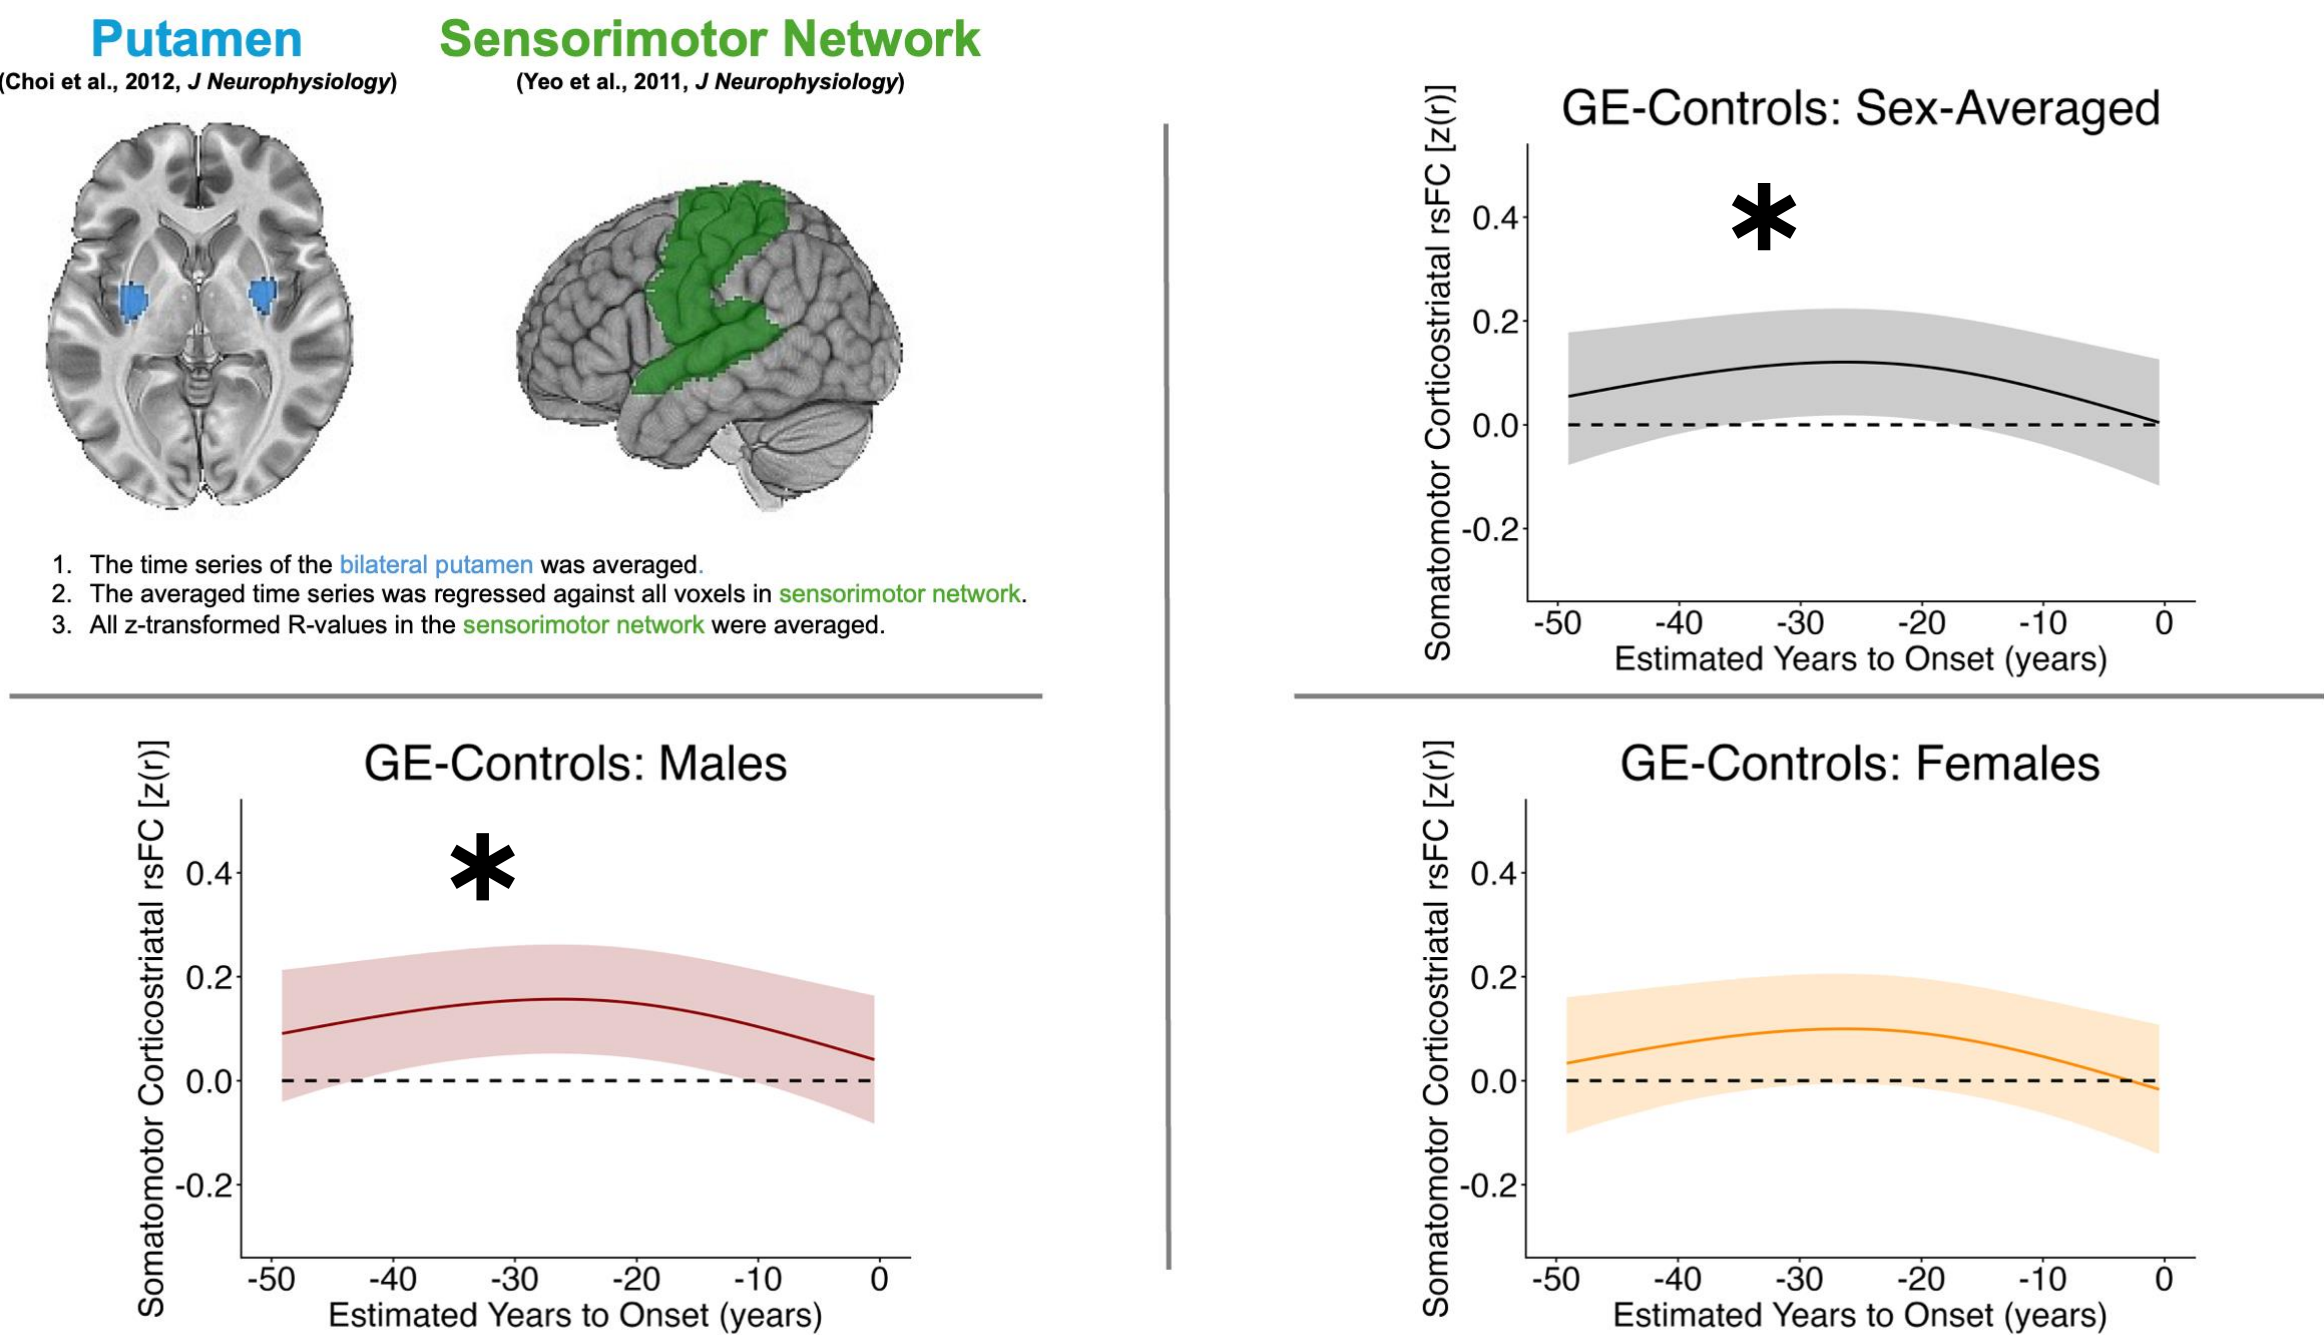 Putamen
(Choi et al., 2012, J Neurophysiology)
Sensorimotor Network
(Yeo et al., 2011, J Neurophysiology)
1. The time series of the bilateral putamen was averaged.
2. The averaged time series was regressed against all voxels in sensorimotor network.
3. All z-transformed R-values in the sensorimotor network were averaged.
GE-Controls: Sex-Averaged
Somatomotor Corticostriatal rsFC [z(r)]
*
0.4
0.2
0.0
-0.2
-50 -40 -30 -20 -10 0
Estimated Years to Onset (years)
GE-Controls: Males
Somatomotor Corticostriatal rsFC [z(r)]
*
0.4
0.2
0.0
-0.2
-50 -40 -30 -20 -10 0
Estimated Years to Onset (years)
GE-Controls: Females
Somatomotor Corticostriatal rsFC [z(r)]
0.4
0.2
0.0
-0.2
-50 -40 -30 -20 -10 0
Estimated Years to Onset (years)